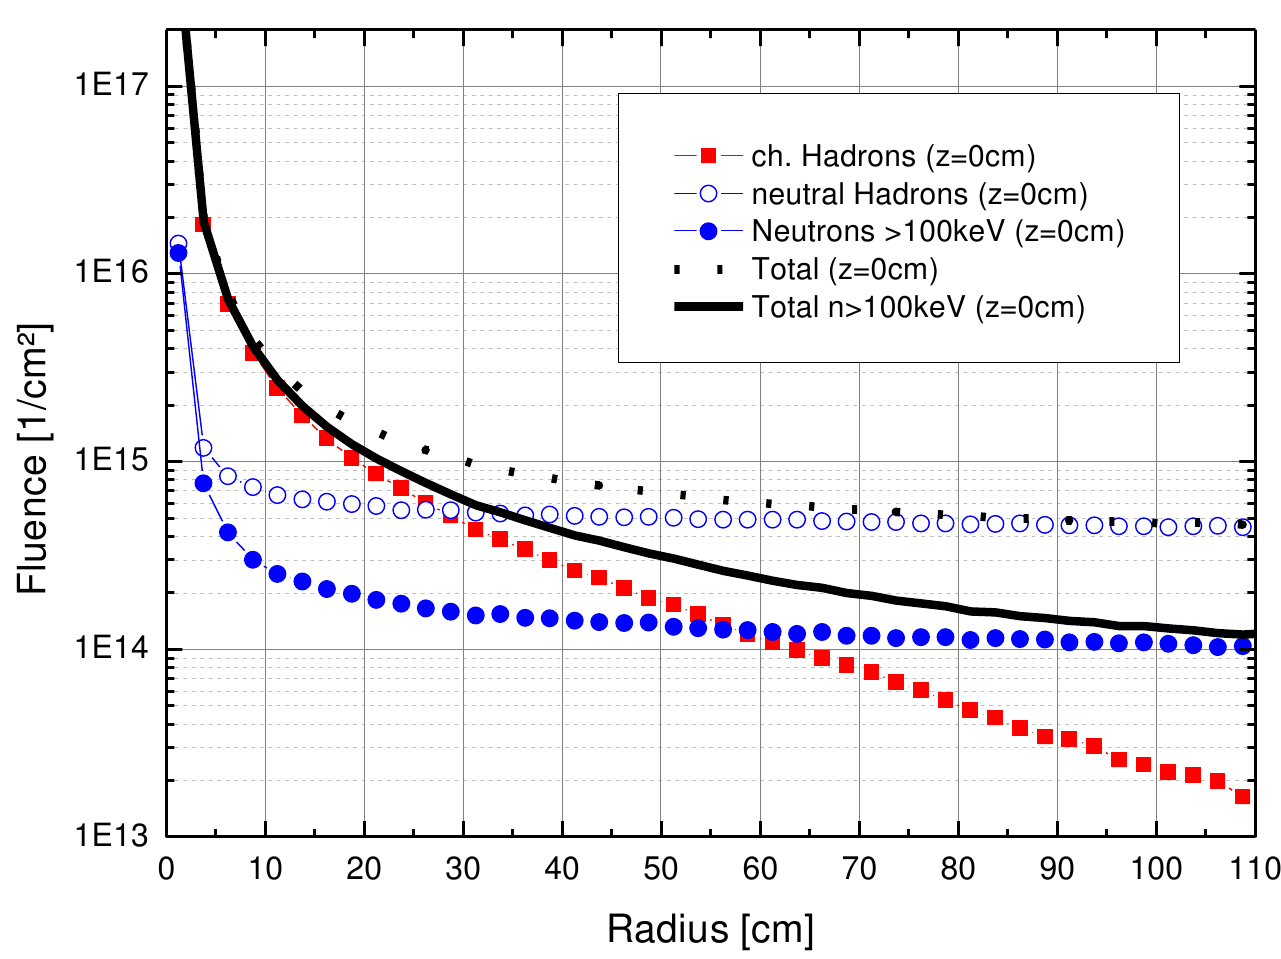 1E17
1E16
1E15
1E14
1E13
Fluence [1/cm²]
ch. Hadrons (z=0cm)
neutral Hadrons (z=0cm)
Neutrons >100keV (z=0cm)
Total (z=0cm)
Total n>100keV (z=0cm)
0 10 20 30 40 50 60 70 80 90 100 110
Radius [cm]